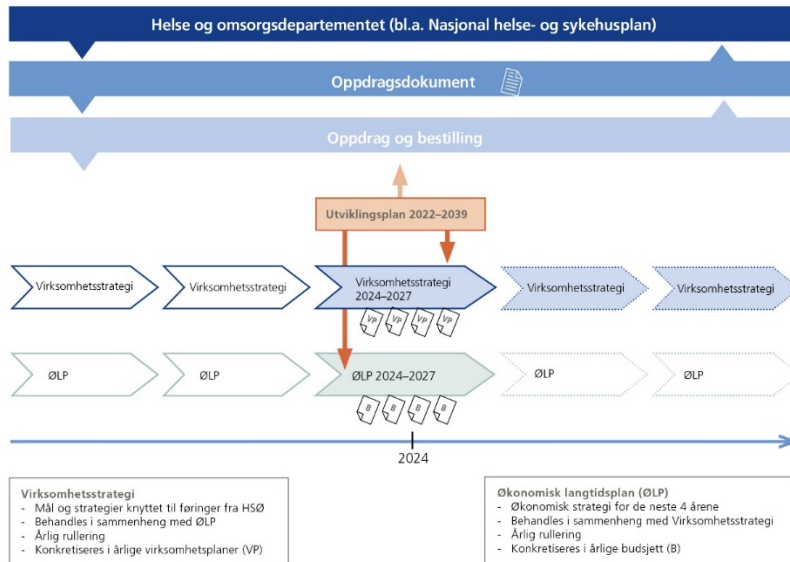 Helse og omsorgsdepartementet (bl.a. Nasjonal helse- og sykehusplan)
Oppdragsdokument
Oppdrag og bestilling
Utviklingsplan 2022–2039
Virksomhetsstrategi
Virksomhetsstrategi
Virksomhetsstrategi
2024–2027
Virksomhetsstrategi
Virksomhetsstrategi
VP
VP
VP
VP
ØLP
ØLP
ØLP 2024–2027
ØLP
ØLP
B
B
B
B
2024
Virksomhetsstrategi
- Mål og strategier knyttet til føringer fra HSØ
- Behandles i sammenheng med ØLP
- Årlig rullering
- Konkretiseres i årlige virksomhetsplaner (VP)
Økonomisk langtidsplan (ØLP)
- Økonomisk strategi for de neste 4 årene
- Behandles i sammenheng med Virksomhetsstrategi
- Årlig rullering
- Konkretiseres i årlige budsjett (B)